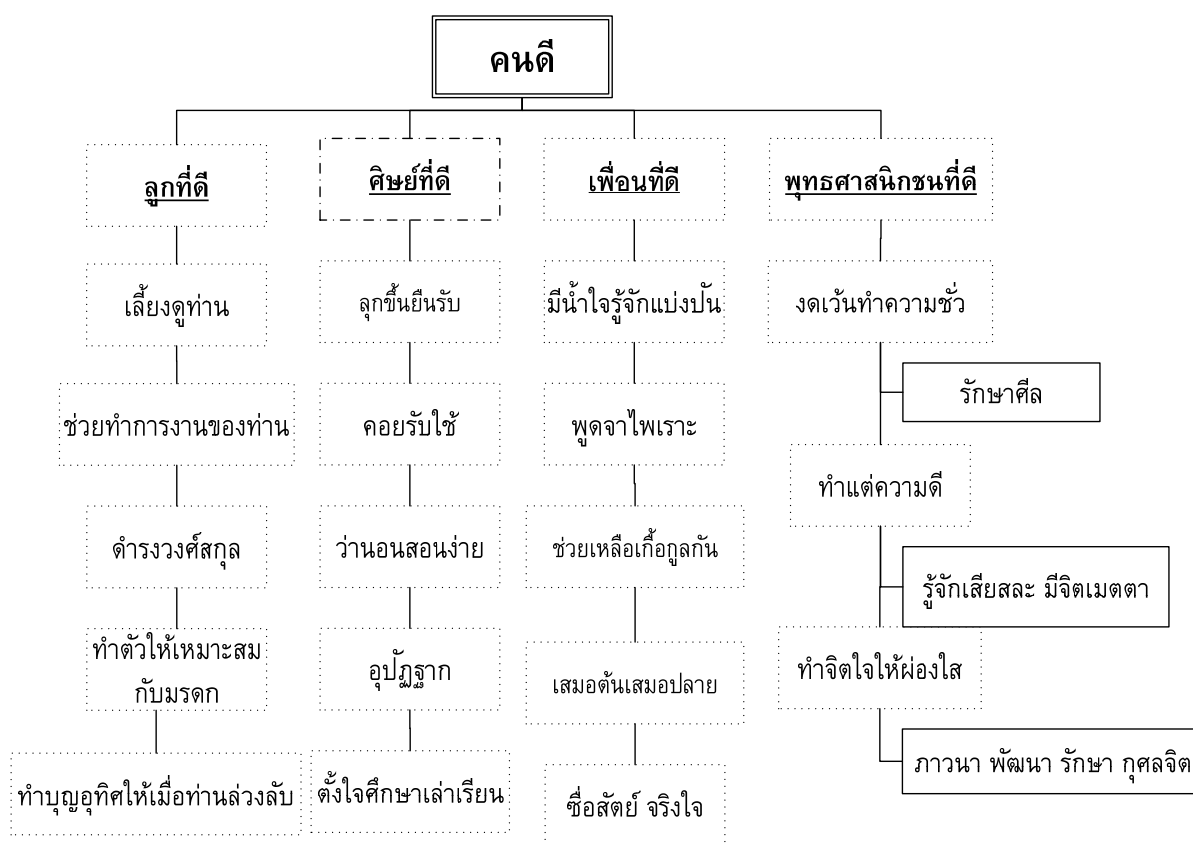 คนดี
ลูกที่ดี
เลี้ยงดูท่าน
ช่วยทำการงานของท่าน
ดำรงวงศ์สกุล
ทำตัวให้เหมาะสม
กับมรดก
ทำบุญอุทิศให้เมื่อท่านล่วงลับ
ศิษย์ที่ดี
ลุกขึ้นยืนรับ
คอยรับใช้
ว่านอนสอนง่าย
อุปัฏฐาก
ตั้งใจศึกษาเล่าเรียน
เพื่อนที่ดี
มีน้ำใจรู้จักแบ่งปัน
พูดจาไพเราะ
ช่วยเหลือเกื้อกูลกัน
เสมอต้นเสมอปลาย
ซื่อสัตย์ จริงใจ
พุทธศาสนิกชนที่ดี
งดเว้นทำความชั่ว
รักษาศีล
ทำแต่ความดี
รู้จักเสียสละ มีจิตเมตตา
ทำจิตใจให้ผ่องใส
ภาวนา พัฒนา รักษา กุศลจิต